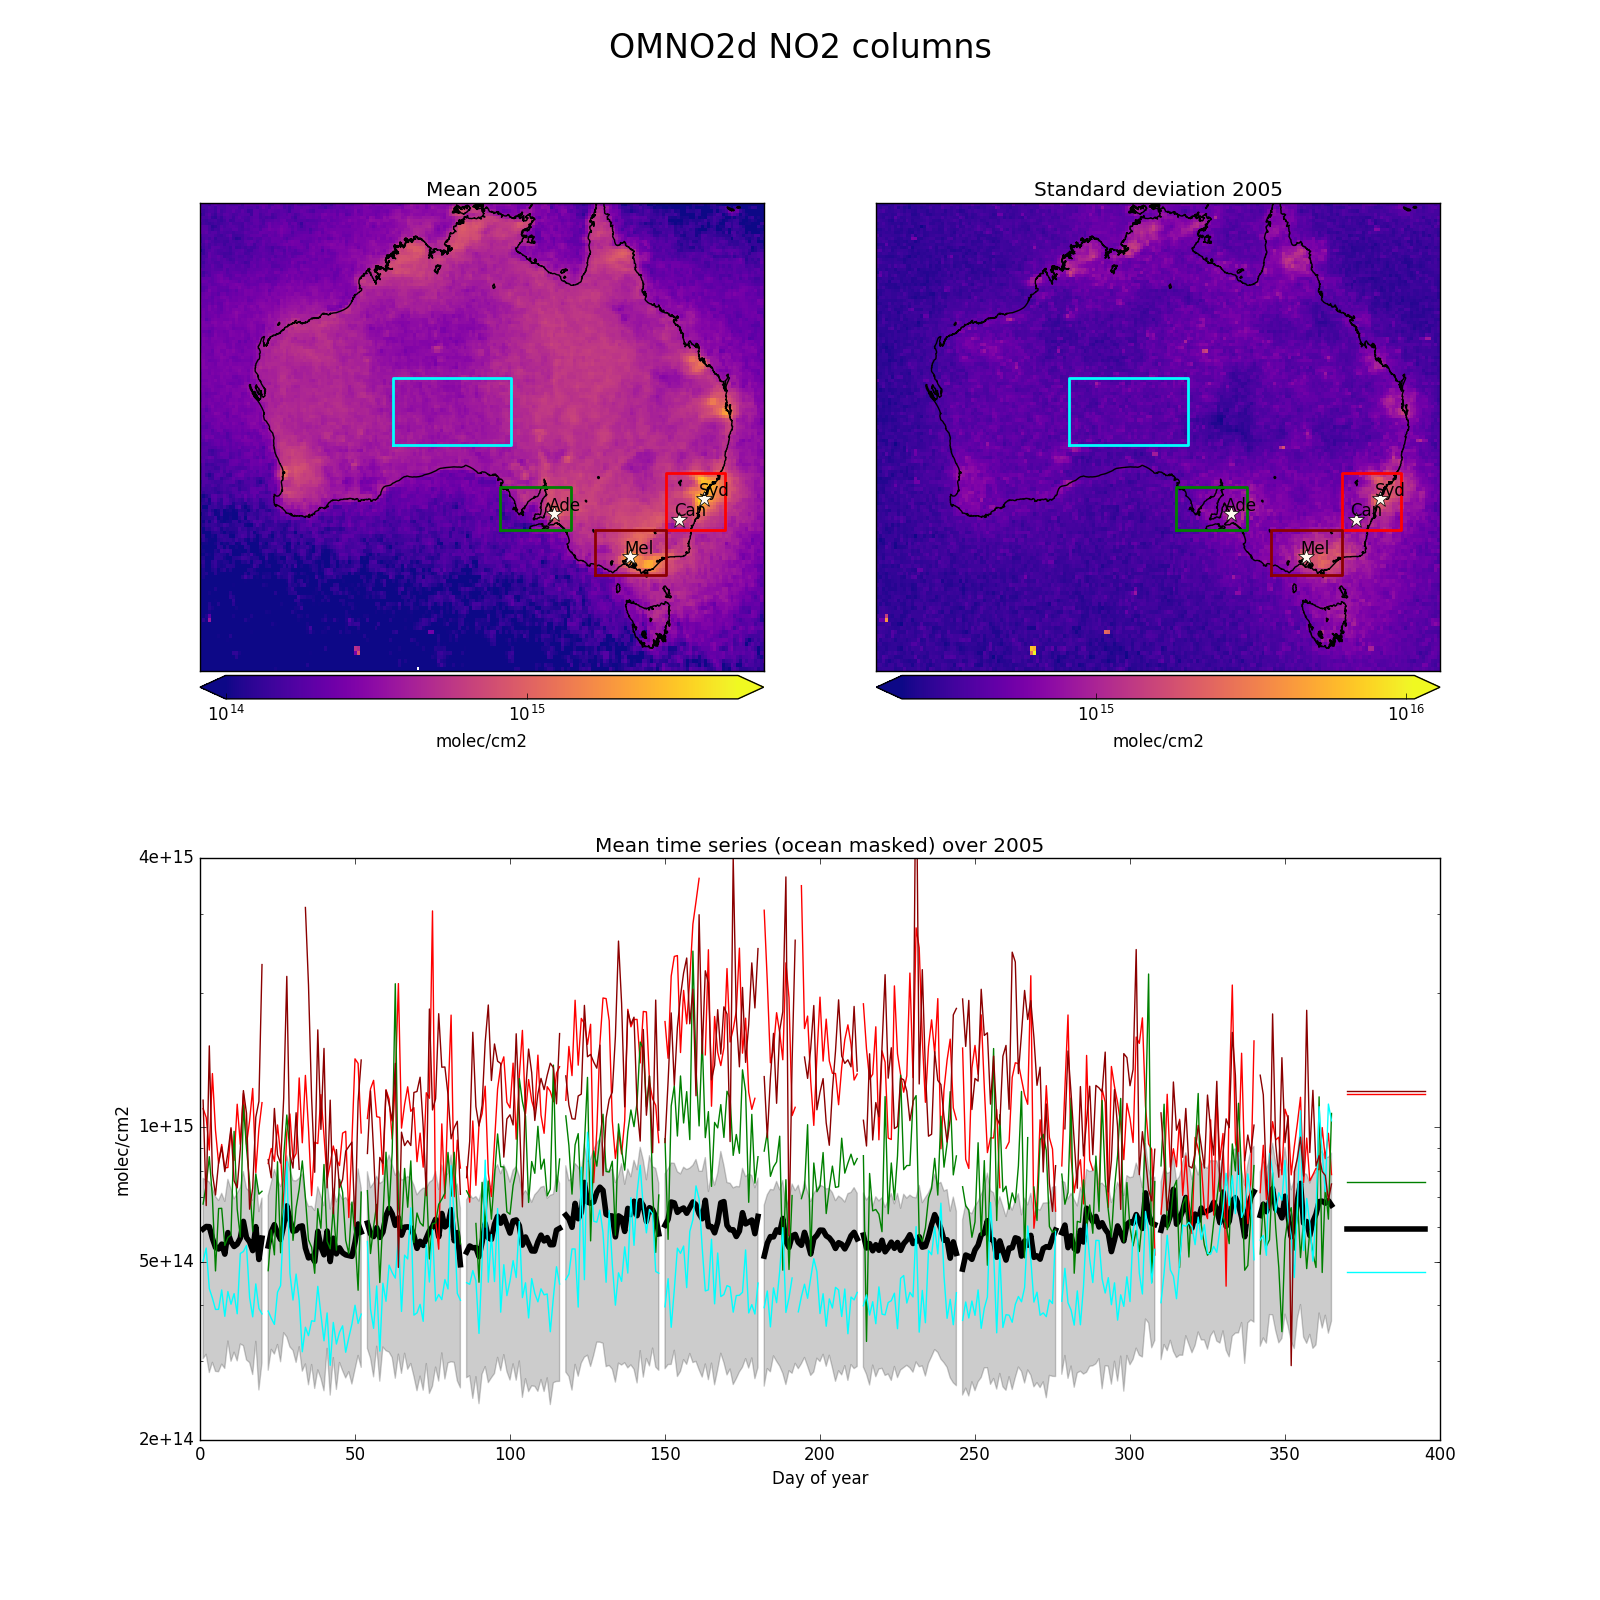 OMNO2d NO2 columns
Mean 2005
Standard deviation 2005
Syd
Ade
Can
Mel
Syd
Ade
Can
Mel
10^14
10^15
10^15
10^16
molec/cm2
molec/cm2
Mean time series (ocean masked) over 2005
4e+15
1e+15
5e+14
2e+14
molec/cm2
0 50 100 150 200 250 300 350 400
Day of year